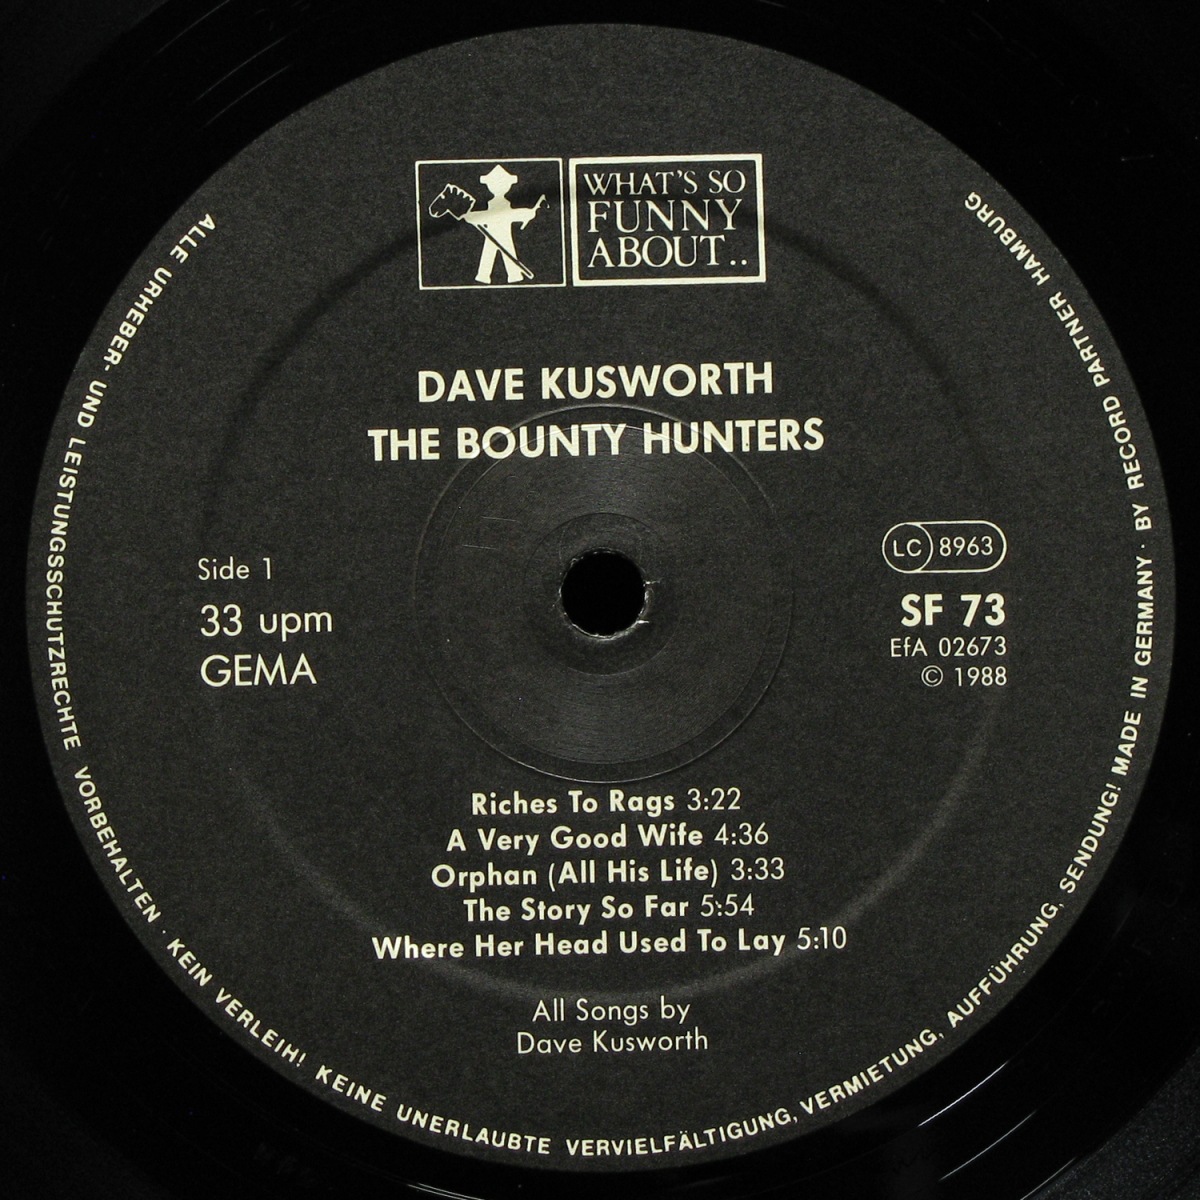 WHAT'S SO
FUNNY
ABOUT..
DAVE KUSWORTH
THE BOUNTY HUNTERS
Side 1
33 upm
GEMA
LC 8963
SF 73
EfA 02673
© 1988
Riches To Rags 3:22
A Very Good Wife 4:36
Orphan (All His Life) 3:33
The Story So Far 5:54
Where Her Head Used To Lay 5:10
All Songs by
Dave Kusworth
ALLE URHEBER- UND LEISTUNGSSCHUTZRECHTE VORBEHALTEN · KEIN VERLEIH! KEINE UNERLAUBTE VERVIELFÄLTIGUNG, VERMIETUNG, AUFFÜHRUNG, SENDUNG! MADE IN GERMANY · BY RECORD PARTNER HAMBURG